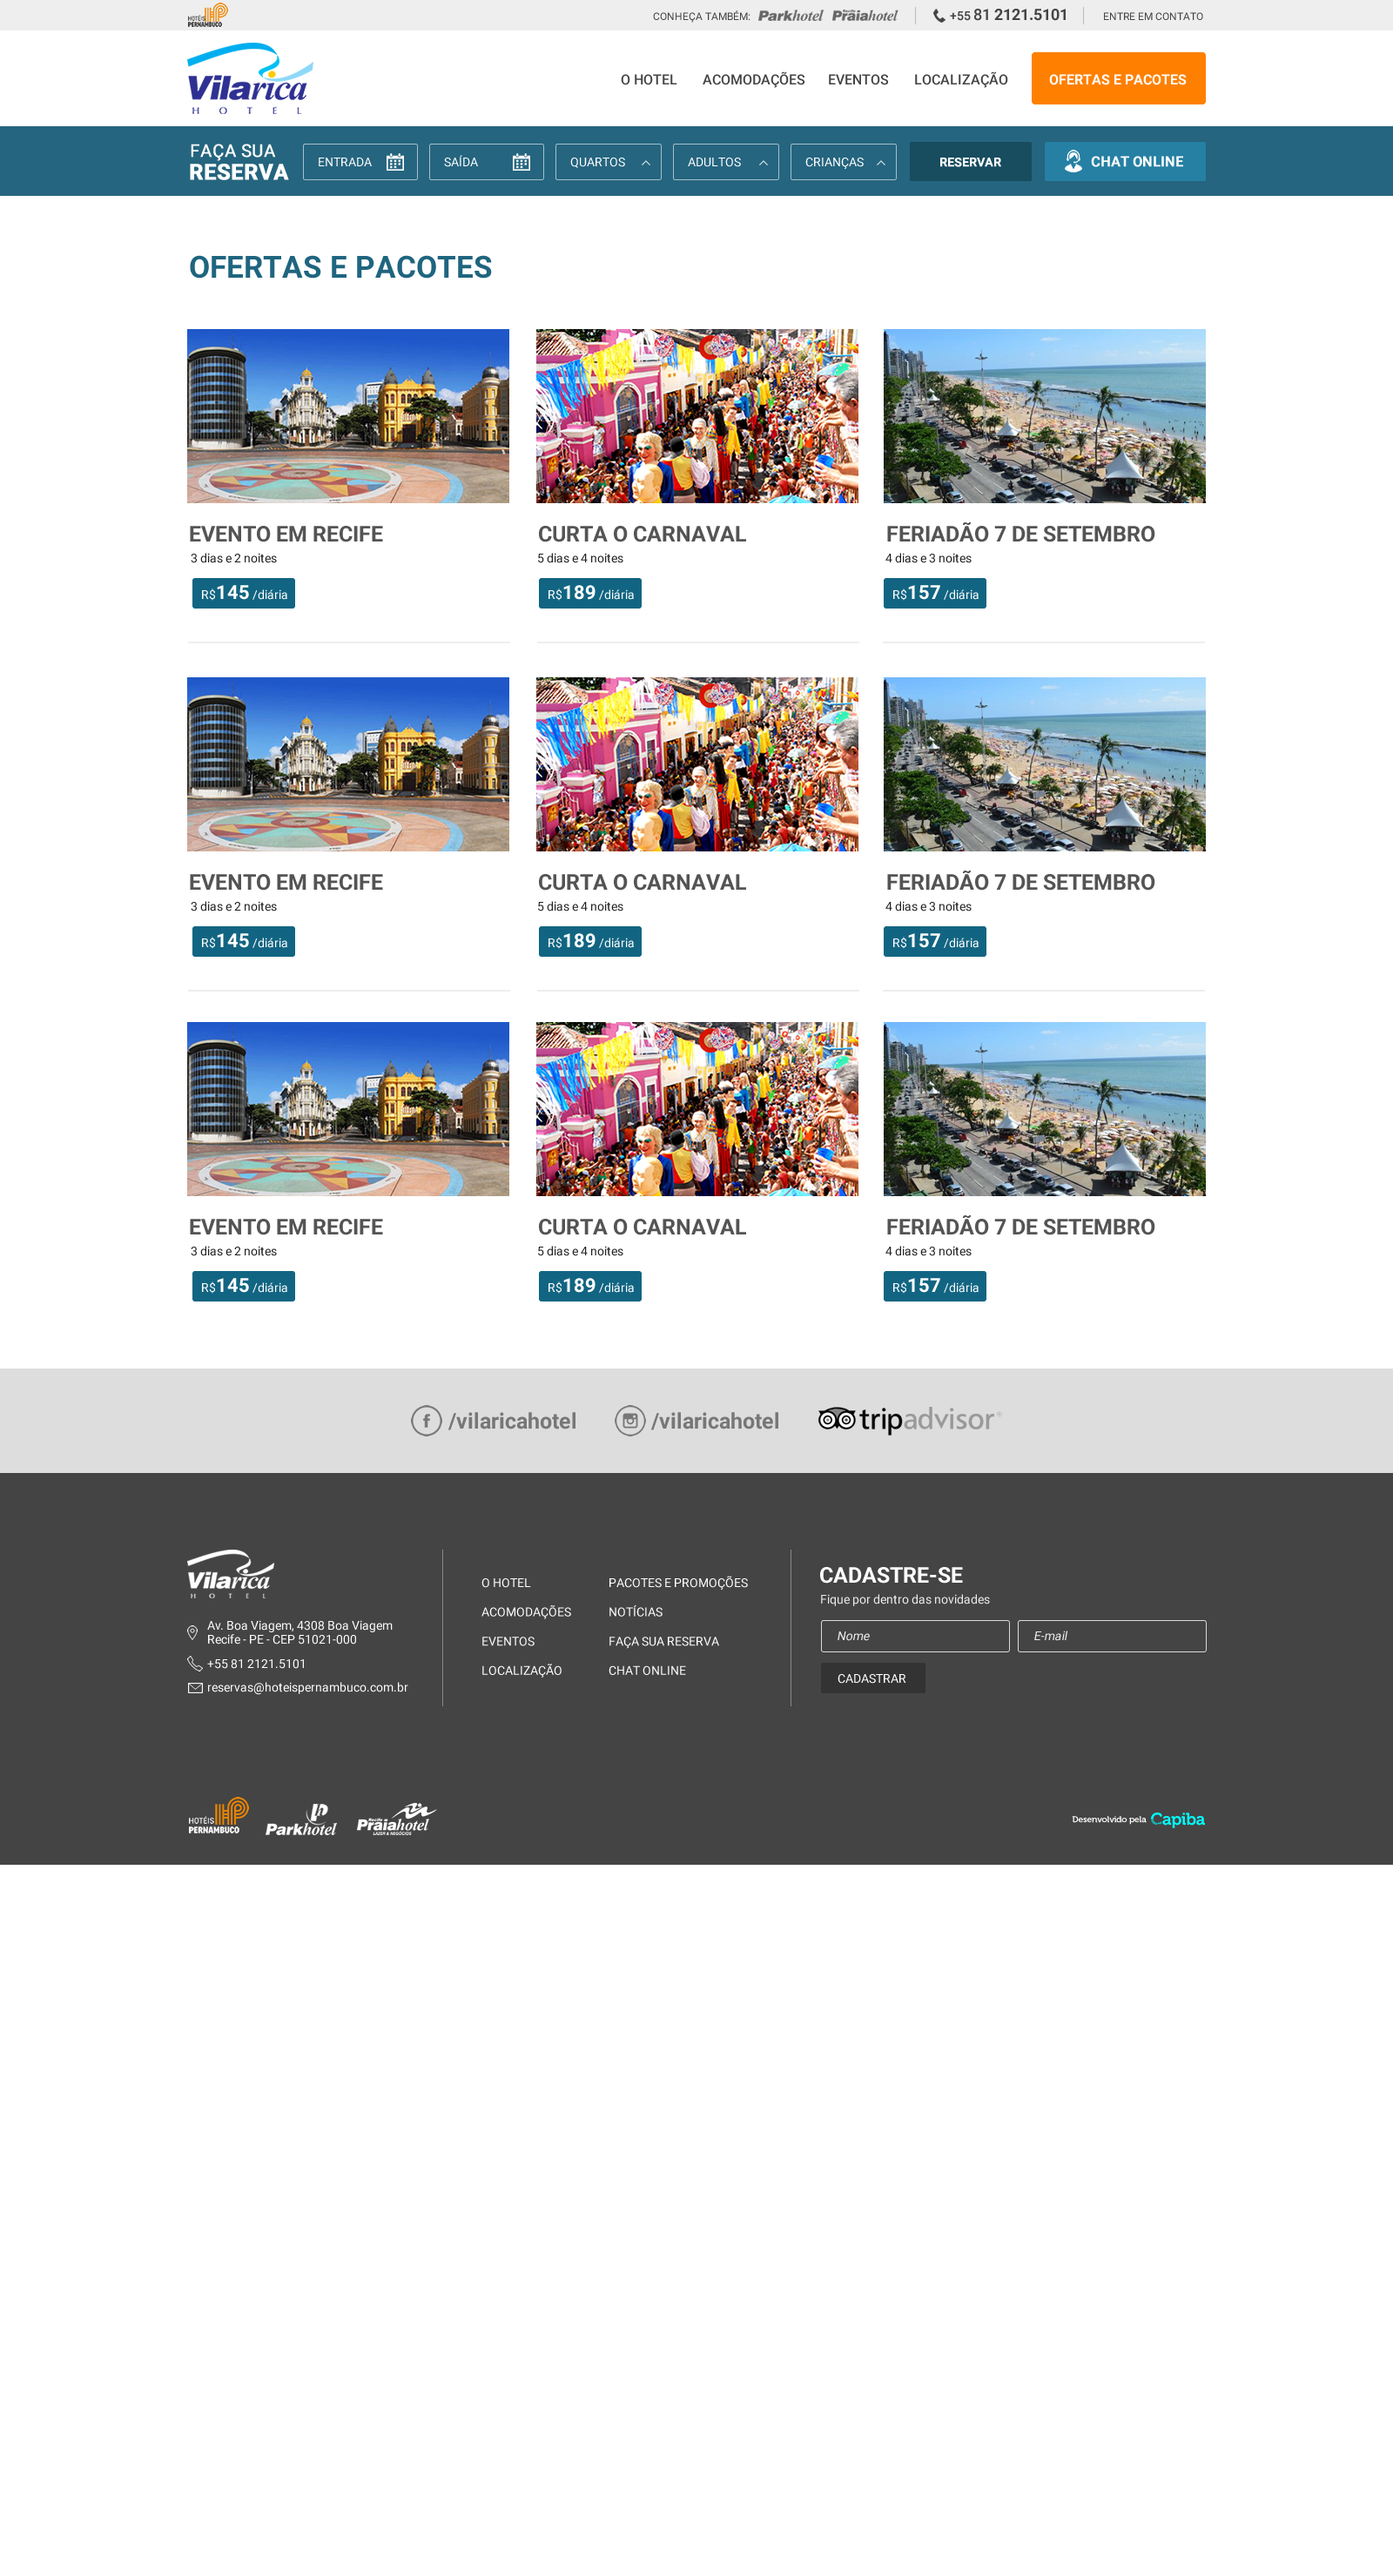 HOTÉIS
PERNAMBUCO
CONHEÇA TAMBÉM: Parkhotel Praiahotel +55 81 2121.5101 ENTRE EM CONTATO
Vilarica
HOTEL
O HOTEL ACOMODAÇÕES EVENTOS LOCALIZAÇÃO OFERTAS E PACOTES
FAÇA SUA
RESERVA
ENTRADA SAÍDA QUARTOS ADULTOS CRIANÇAS RESERVAR CHAT ONLINE
OFERTAS E PACOTES
EVENTO EM RECIFE
3 dias e 2 noites
R$145 /diária
CURTA O CARNAVAL
5 dias e 4 noites
R$189 /diária
FERIADÃO 7 DE SETEMBRO
4 dias e 3 noites
R$157 /diária
EVENTO EM RECIFE
3 dias e 2 noites
R$145 /diária
CURTA O CARNAVAL
5 dias e 4 noites
R$189 /diária
FERIADÃO 7 DE SETEMBRO
4 dias e 3 noites
R$157 /diária
EVENTO EM RECIFE
3 dias e 2 noites
R$145 /diária
CURTA O CARNAVAL
5 dias e 4 noites
R$189 /diária
FERIADÃO 7 DE SETEMBRO
4 dias e 3 noites
R$157 /diária
/vilaricahotel /vilaricahotel tripadvisor®
Vilarica
HOTEL
Av. Boa Viagem, 4308 Boa Viagem
Recife - PE - CEP 51021-000
+55 81 2121.5101
reservas@hoteispernambuco.com.br
O HOTEL
ACOMODAÇÕES
EVENTOS
LOCALIZAÇÃO
PACOTES E PROMOÇÕES
NOTÍCIAS
FAÇA SUA RESERVA
CHAT ONLINE
CADASTRE-SE
Fique por dentro das novidades
Nome E-mail
CADASTRAR
HOTÉIS
PERNAMBUCO
Parkhotel
Praiahotel
LAZER & NEGÓCIOS
Desenvolvido pela Capiba